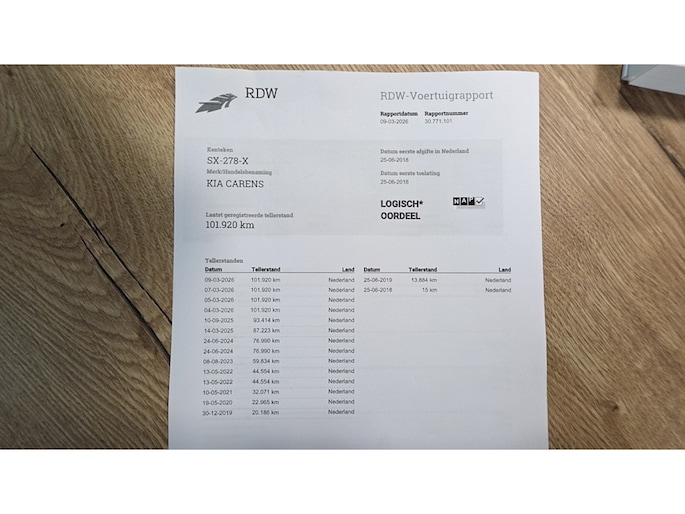 RDW
RDW-Voertuigrapport
Rapportdatum Rapportnummer
09-03-2026 30.771.101
Kenteken
SX-278-X
Merk/Handelsbenaming
KIA CARENS
Laatst geregistreerde tellerstand
101.920 km
Datum eerste afgifte in Nederland
25-06-2018
Datum eerste toelating
25-06-2018
LOGISCH*
OORDEEL
NAP
Tellerstanden
Datum Tellerstand Land Datum Tellerstand Land
09-03-2026 101.920 km Nederland 25-06-2019 13.884 km Nederland
07-03-2026 101.920 km Nederland 25-06-2018 15 km Nederland
05-03-2026 101.920 km Nederland
04-03-2026 101.920 km Nederland
10-09-2025 93.414 km Nederland
14-03-2025 87.223 km Nederland
24-06-2024 76.990 km Nederland
24-06-2024 76.990 km Nederland
08-08-2023 59.834 km Nederland
13-05-2022 44.554 km Nederland
13-05-2022 44.554 km Nederland
10-05-2021 32.071 km Nederland
19-05-2020 22.965 km Nederland
30-12-2019 20.186 km Nederland